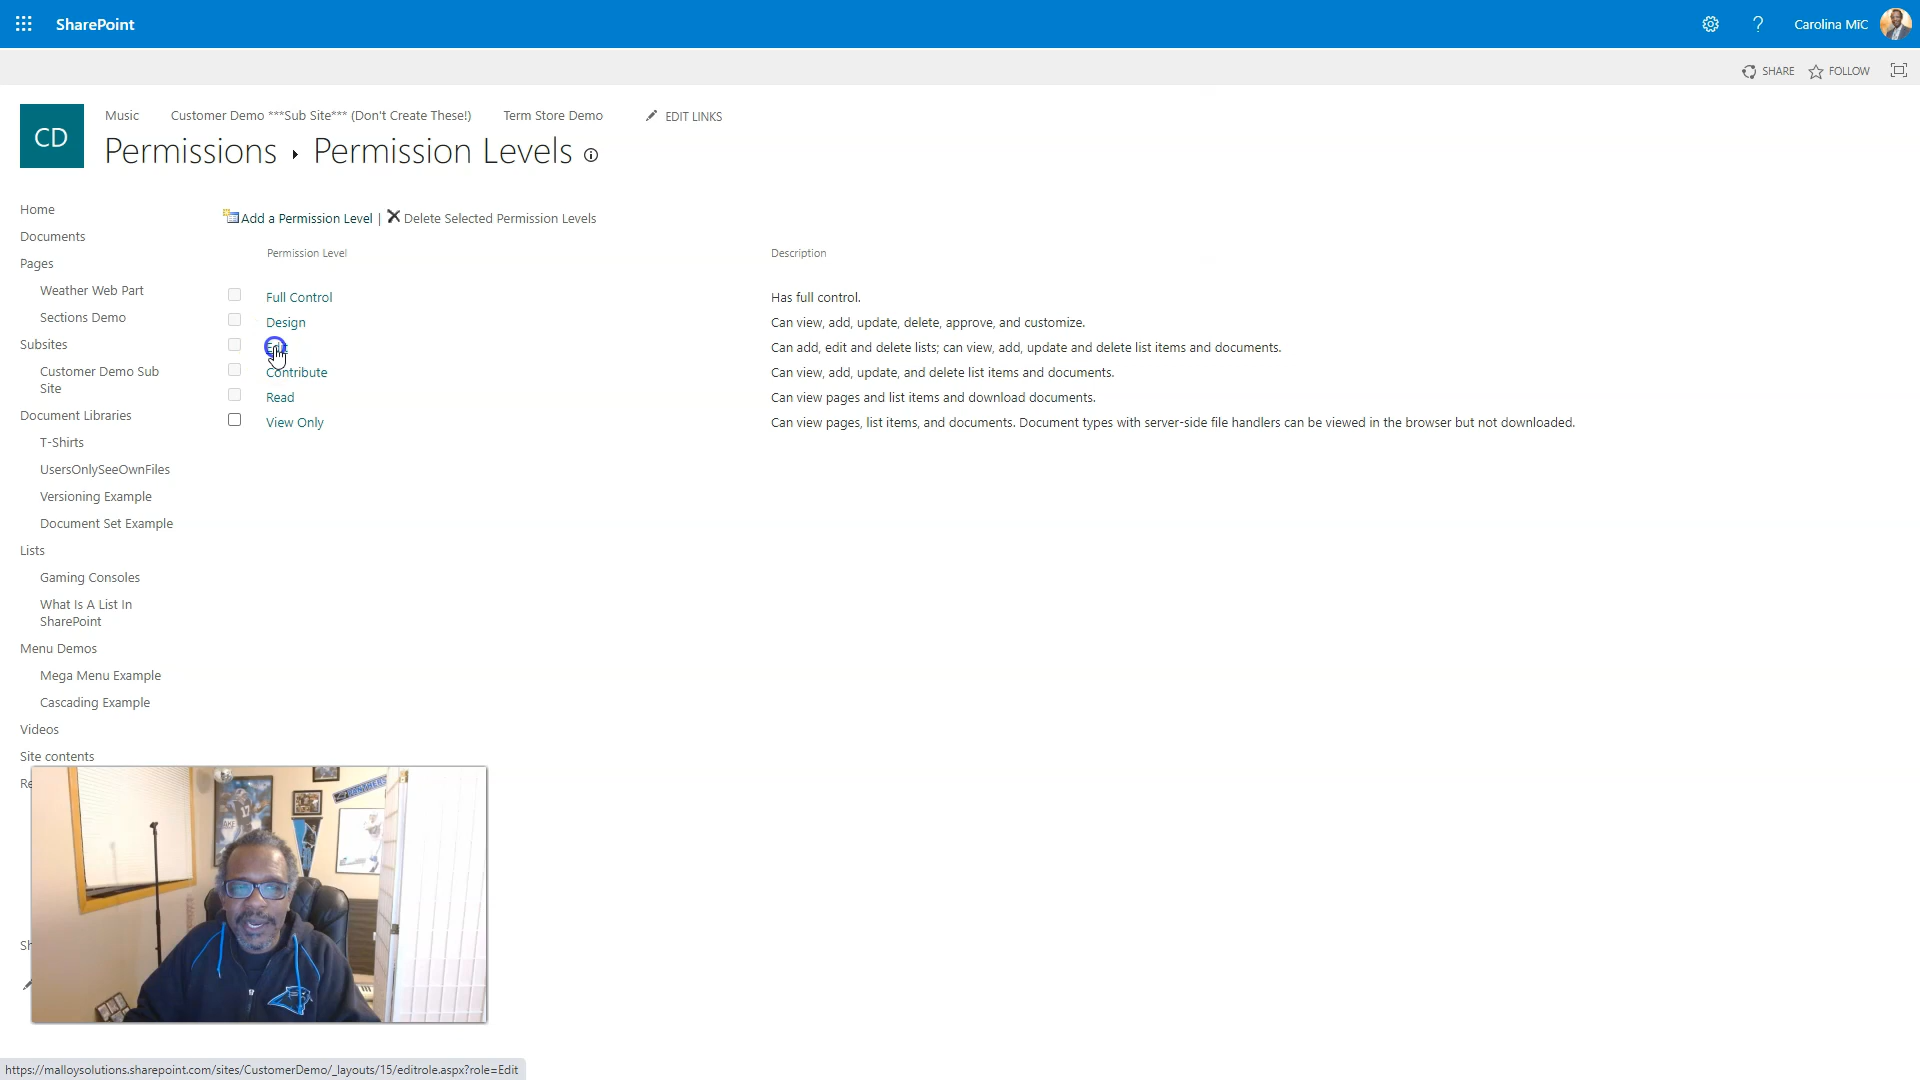 SharePoint
Carolina MiC
SHARE
FOLLOW
CD
Music
Customer Demo ***Sub Site*** (Don't Create These!)
Term Store Demo
EDIT LINKS
Permissions ▸ Permission Levels
Home
Documents
Pages
Weather Web Part
Sections Demo
Subsites
Customer Demo Sub
Site
Document Libraries
T-Shirts
UsersOnlySeeOwnFiles
Versioning Example
Document Set Example
Lists
Gaming Consoles
What Is A List In
SharePoint
Menu Demos
Mega Menu Example
Cascading Example
Videos
Site contents
Re
Sh
Add a Permission Level | Delete Selected Permission Levels
Permission Level Description
Full Control Has full control.
Design Can view, add, update, delete, approve, and customize.
Edit Can add, edit and delete lists; can view, add, update and delete list items and documents.
Contribute Can view, add, update, and delete list items and documents.
Read Can view pages and list items and download documents.
View Only Can view pages, list items, and documents. Document types with server-side file handlers can be viewed in the browser but not downloaded.
17
https://malloysolutions.sharepoint.com/sites/CustomerDemo/_layouts/15/editrole.aspx?role=Edit